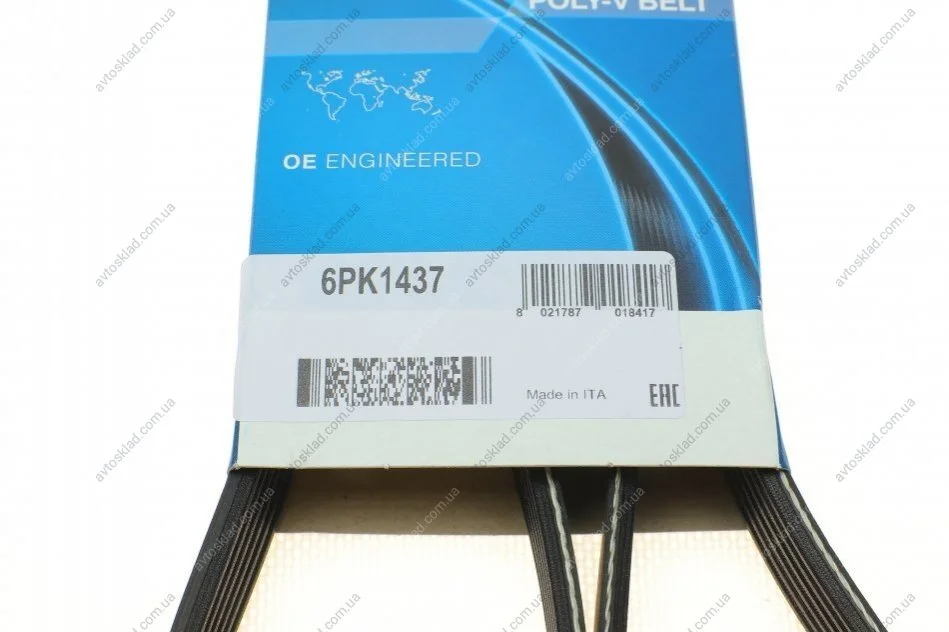 POLY-V BELT
OE ENGINEERED
6PK1437
8 021787 018417
Made in ITA
EAC
avtosklad.com.ua